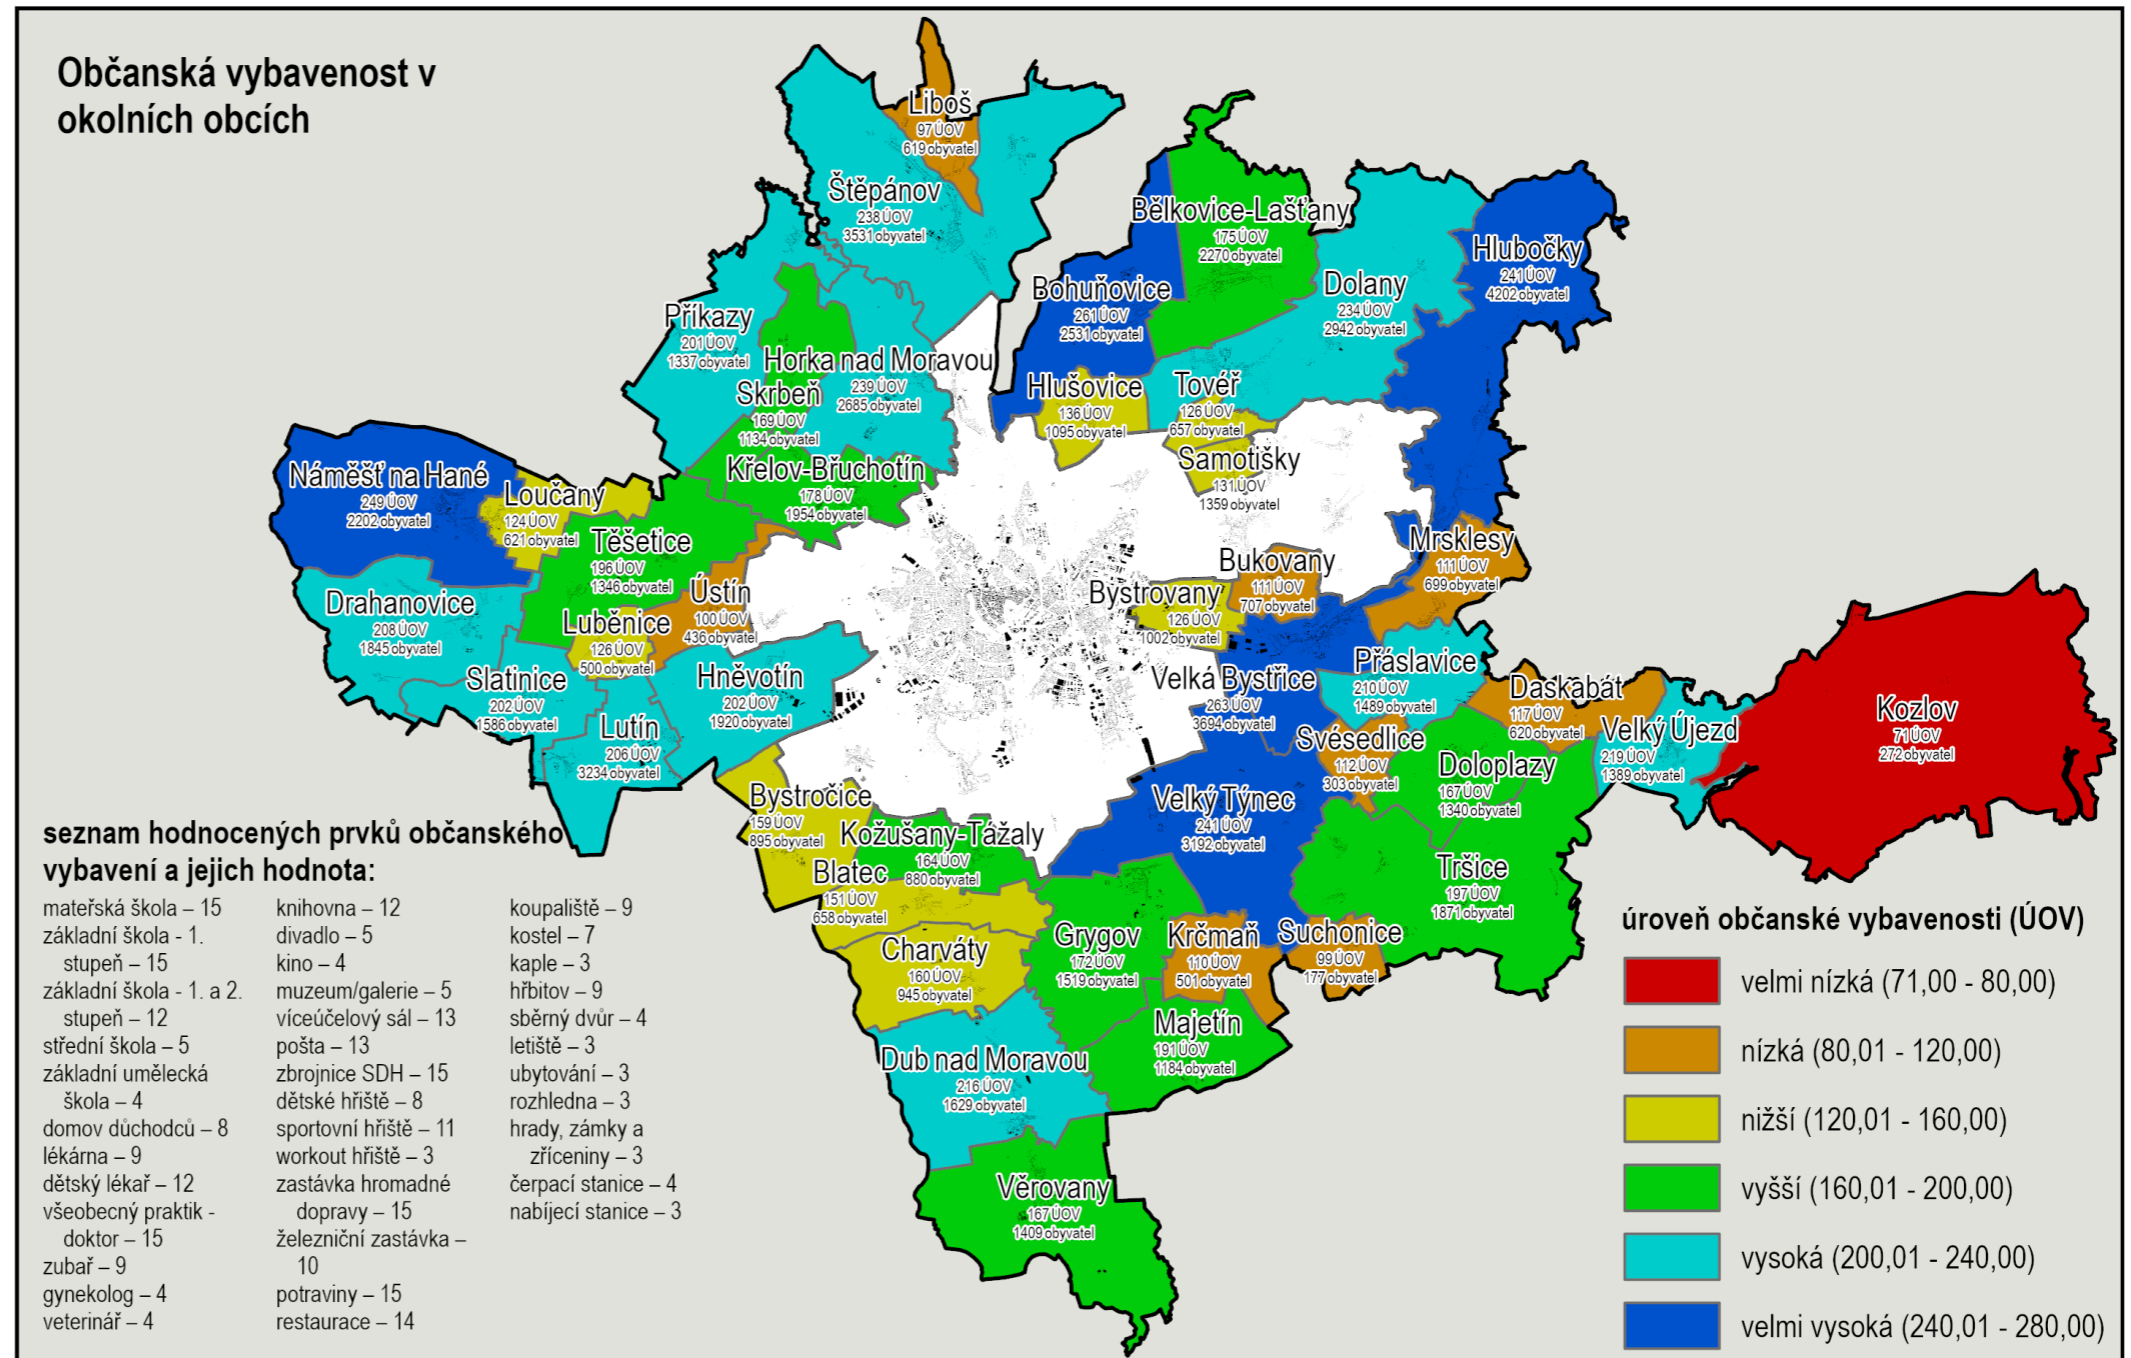 Občanská vybavenost v
okolních obcích
Liboš
97 ÚOV
619 obyvatel
Štěpánov
238 ÚOV
3531 obyvatel
Bělkovice-Lašťany
175 ÚOV
2270 obyvatel
Hlubočky
241 ÚOV
4202 obyvatel
Bohuňovice
261 ÚOV
2531 obyvatel
Dolany
234 ÚOV
2942 obyvatel
Příkazy
201 ÚOV
1337 obyvatel
Horka nad Moravou
239 ÚOV
2685 obyvatel
Skrbeň
169 ÚOV
1134 obyvatel
Hlušovice
136 ÚOV
1095 obyvatel
Tovéř
126 ÚOV
657 obyvatel
Samotišky
131 ÚOV
1359 obyvatel
Křelov-Břuchotín
178 ÚOV
1954 obyvatel
Náměšť na Hané
249 ÚOV
2202 obyvatel
Loučany
124 ÚOV
621 obyvatel
Těšetice
196 ÚOV
1346 obyvatel
Mrsklesy
111 ÚOV
699 obyvatel
Bukovany
111 ÚOV
707 obyvatel
Bystrovany
126 ÚOV
1002 obyvatel
Ústín
100 ÚOV
436 obyvatel
Drahanovice
208 ÚOV
1845 obyvatel
Luběnice
126 ÚOV
500 obyvatel
Slatinice
202 ÚOV
1586 obyvatel
Hněvotín
202 ÚOV
1920 obyvatel
Velká Bystřice
263 ÚOV
3694 obyvatel
Přáslavice
210 ÚOV
1489 obyvatel
Daskabát
117 ÚOV
620 obyvatel
Velký Újezd
219 ÚOV
1389 obyvatel
Kozlov
71 ÚOV
272 obyvatel
Lutín
206 ÚOV
3234 obyvatel
Svésedlice
112 ÚOV
303 obyvatel
Doloplazy
167 ÚOV
1340 obyvatel
Bystročice
159 ÚOV
895 obyvatel
Velký Týnec
241 ÚOV
3192 obyvatel
Kožušany-Tážaly
164 ÚOV
880 obyvatel
Blatec
151 ÚOV
658 obyvatel
Tršice
197 ÚOV
1871 obyvatel
Charváty
160 ÚOV
945 obyvatel
Grygov
172 ÚOV
1519 obyvatel
Krčmaň
110 ÚOV
501 obyvatel
Suchonice
99 ÚOV
177 obyvatel
Majetín
191 ÚOV
1184 obyvatel
Dub nad Moravou
216 ÚOV
1629 obyvatel
Věrovany
167 ÚOV
1409 obyvatel
seznam hodnocených prvků občanského
vybavení a jejich hodnota:
mateřská škola – 15
základní škola - 1.
stupeň – 15
základní škola - 1. a 2.
stupeň – 12
střední škola – 5
základní umělecká
škola – 4
domov důchodců – 8
lékárna – 9
dětský lékař – 12
všeobecný praktik -
doktor – 15
zubař – 9
gynekolog – 4
veterinář – 4
knihovna – 12
divadlo – 5
kino – 4
muzeum/galerie – 5
víceúčelový sál – 13
pošta – 13
zbrojnice SDH – 15
dětské hřiště – 8
sportovní hřiště – 11
workout hřiště – 3
zastávka hromadné
dopravy – 15
železniční zastávka –
10
potraviny – 15
restaurace – 14
koupaliště – 9
kostel – 7
kaple – 3
hřbitov – 9
sběrný dvůr – 4
letiště – 3
ubytování – 3
rozhledna – 3
hrady, zámky a
zříceniny – 3
čerpací stanice – 4
nabíjecí stanice – 3
úroveň občanské vybavenosti (ÚOV)
velmi nízká (71,00 - 80,00)
nízká (80,01 - 120,00)
nižší (120,01 - 160,00)
vyšší (160,01 - 200,00)
vysoká (200,01 - 240,00)
velmi vysoká (240,01 - 280,00)